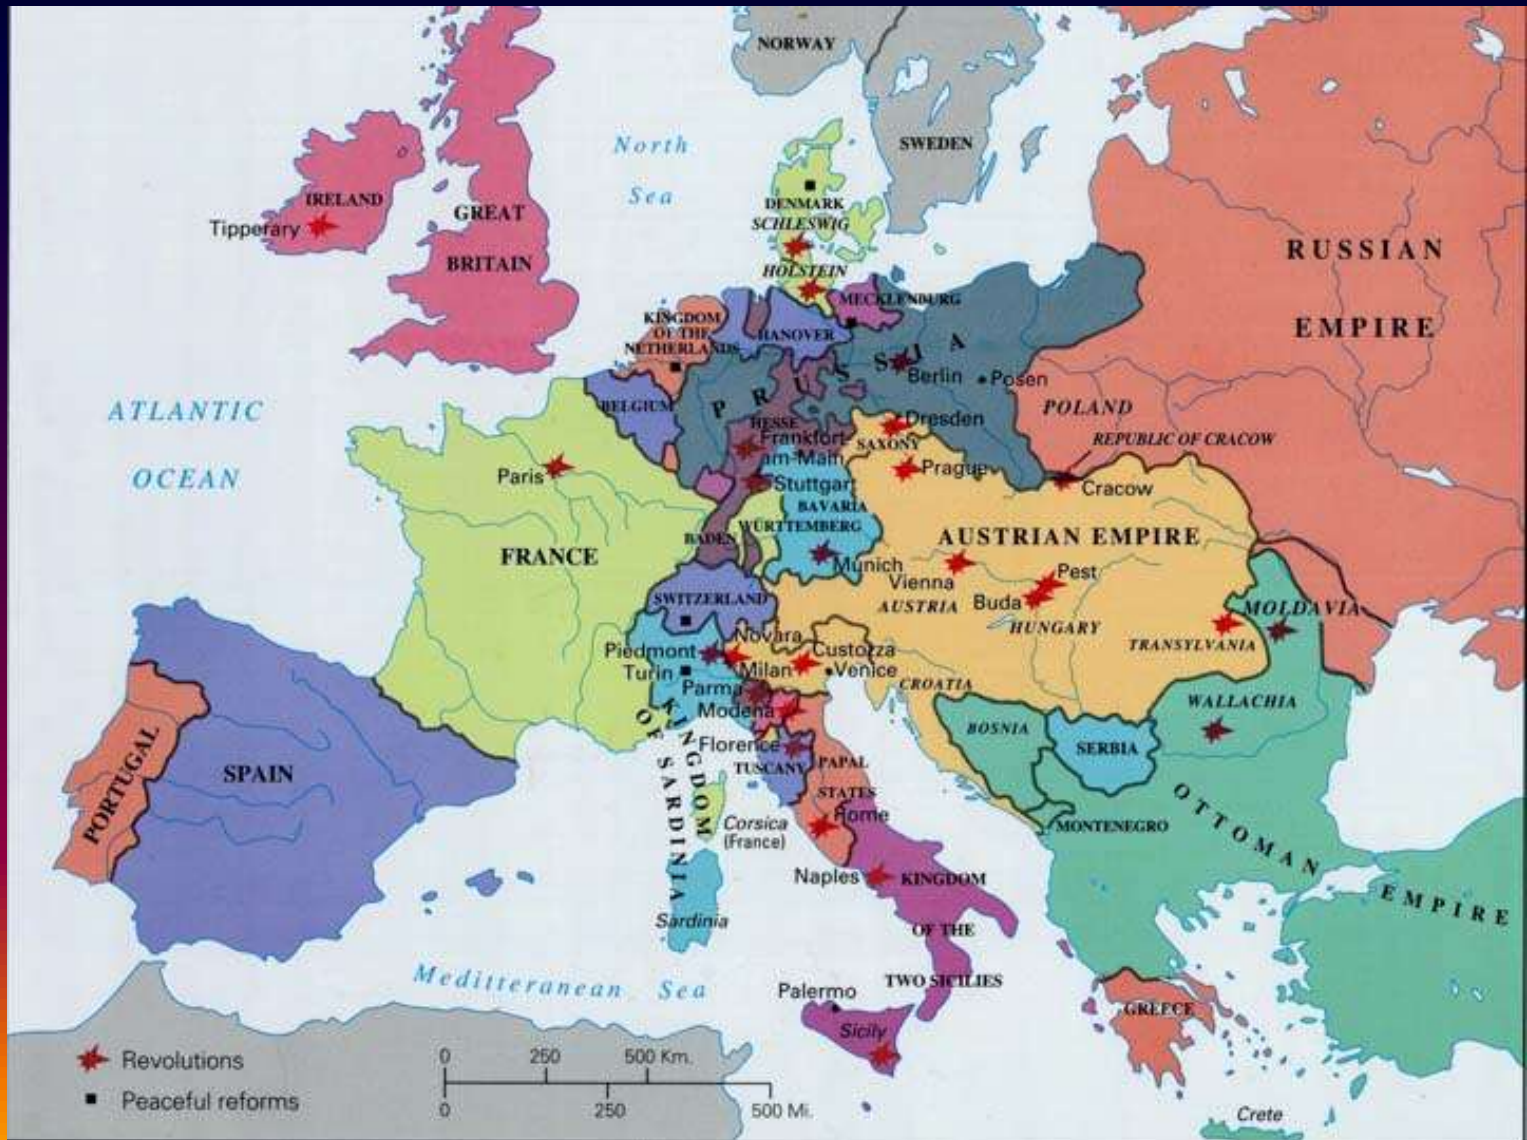 NORWAY
SWEDEN
North
Sea
IRELAND
Tipperary
GREAT
BRITAIN
DENMARK
SCHLESWIG
HOLSTEIN
MECKLENBURG
RUSSIAN
EMPIRE
KINGDOM
OF THE
NETHERLANDS
HANOVER
PRUSSIA
Berlin
Posen
BELGIUM
ATLANTIC
OCEAN
POLAND
REPUBLIC OF CRACOW
HESSE
Dresden
SAXONY
Frankfort-
am-Main
Paris
Prague
Cracow
Stuttgart
BAVARIA
WÜRTTEMBERG
BADEN
FRANCE
AUSTRIAN EMPIRE
Munich
Vienna
Pest
Buda
AUSTRIA
HUNGARY
MOLDAVIA
TRANSYLVANIA
SWITZERLAND
Novara
Piedmont
Custozza
Turin
Milan
Venice
Parma
CROATIA
WALLACHIA
Modena
BOSNIA
SERBIA
Florence
TUSCANY
PAPAL
STATES
PORTUGAL
SPAIN
KINGDOM
OF SARDINIA
Corsica
(France)
Rome
MONTENEGRO
OTTOMAN EMPIRE
Naples
KINGDOM
OF THE
TWO SICILIES
Sardinia
Mediterranean Sea
Palermo
Sicily
GREECE
Crete
Revolutions
Peaceful reforms
0 250 500 Km.
0 250 500 Mi.